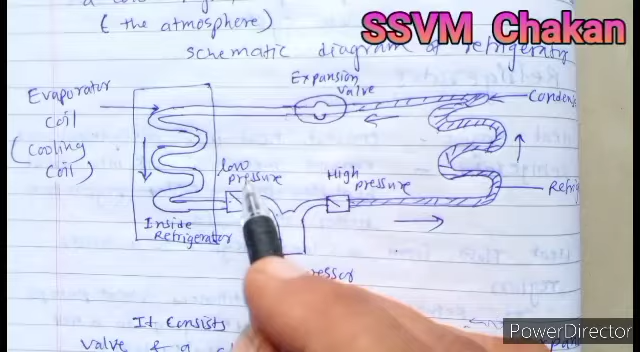 ( the atmosphere )
SSVM Chakan
schematic diagram of refrigerator
Expansion
valve
Evaporator
coil
(cooling
coil)
Condens
low
pressure
High
pressure
Refrig
Inside
Refrigerator
It consists
valve & a
PowerDirector